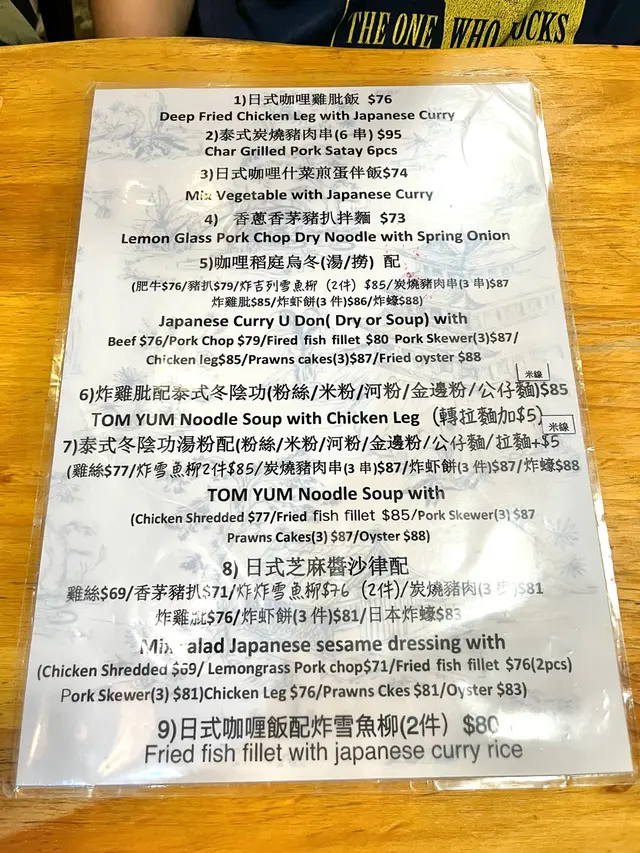 THE ONE WHO
1)日式咖哩雞肶飯 $76
Deep Fried Chicken Leg with Japanese Curry
2)泰式炭燒豬肉串(6 串) $95
Char Grilled Pork Satay 6pcs
3)日式咖哩什菜煎蛋伴飯$74
Mix Vegetable with Japanese Curry
4) 香蔥香茅豬扒拌麵 $73
Lemon Glass Pork Chop Dry Noodle with Spring Onion
5)咖哩稻庭烏冬(湯/撈) 配
(肥牛$76/豬扒$79/炸吉列雪魚柳 (2件) $85/炭燒豬肉串(3 串)$87
炸雞肶$85/炸虾餅(3 件)$86/炸蠔$88)
Japanese Curry U Don( Dry or Soup) with
Beef $76/Pork Chop $79/Fired fish fillet $80 Pork Skewer(3)$87/
Chicken leg$85/Prawns cakes(3)$87/Fried oyster $88
米線
6)炸雞肶配泰式冬陰功(粉絲/米粉/河粉/金邊粉/公仔麵)$85
TOM YUM Noodle Soup with Chicken Leg (轉拉麵加$5)
米線
7)泰式冬陰功湯粉配(粉絲/米粉/河粉/金邊粉/公仔麵/拉麵+$5
(雞絲$77/炸雪魚柳2件$85/炭燒豬肉串(3 串)$87/炸虾餅(3 件)$87/炸蠔$88
TOM YUM Noodle Soup with
(Chicken Shredded $77/Fried fish fillet $85/Pork Skewer(3)$87
Prawns Cakes(3) $87/Oyster $88)
8) 日式芝麻醬沙律配
雞絲$69/香茅豬扒$71/炸炸雪魚柳$76 (2件)/炭燒豬肉(3 $81
炸雞肶$76/炸虾餅(3 件)$81/日本炸蠔$83
Japanese sesame dressing with
(Chicken Shredded $69/ Lemongrass Pork chop$71/Fried fish fillet $76(2pcs)
Pork Skewer(3) $81)Chicken Leg $76/Prawns Ckes $81/Oyster $83)
9)日式咖喱飯配炸雪魚柳(2件) $80
Fried fish fillet with japanese curry rice